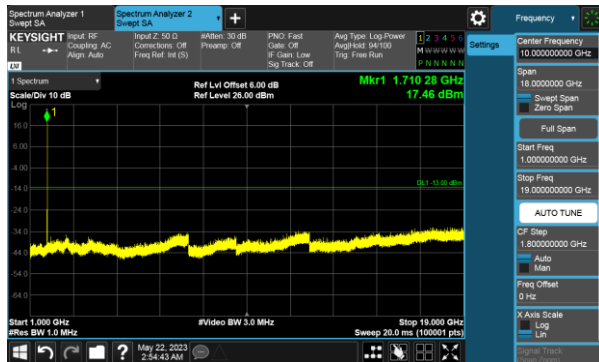 Spectrum Analyzer 1
Swept SA
Spectrum Analyzer 2
Swept SA
+
Frequency
KEYSIGHT
RL
LXI
Input: RF
Coupling: AC
Align: Auto
Input Z: 50 Ω
Corrections: Off
Freq Ref: Int (S)
#Atten: 30 dB
Preamp: Off
PNO: Fast
Gate: Off
IF Gain: Low
Sig Track: Off
Avg Type: Log-Power
Avg|Hold: 94/100
Trig: Free Run
1 2 3 4 5 6
M W W W W W
P N N N N N
Settings
1 Spectrum
Scale/Div 10 dB
Log
Ref Lvl Offset 6.00 dB
Ref Level 26.00 dBm
Mkr1 1.710 28 GHz
17.46 dBm
1
16.0
6.00
-4.00
-14.0
-24.0
-34.0
-44.0
-54.0
-64.0
DL1 -13.00 dBm
Start 1.000 GHz
#Res BW 1.0 MHz
#Video BW 3.0 MHz
Stop 19.000 GHz
Sweep 20.0 ms (100001 pts)
Center Frequency
10.000000000 GHz
Span
18.0000000 GHz
Swept Span
Zero Span
Full Span
Start Freq
1.000000000 GHz
Stop Freq
19.000000000 GHz
AUTO TUNE
CF Step
1.800000000 GHz
Auto
Man
Freq Offset
0 Hz
X Axis Scale
Log
Lin
Signal Track
?
May 22, 2023
2:54:43 AM